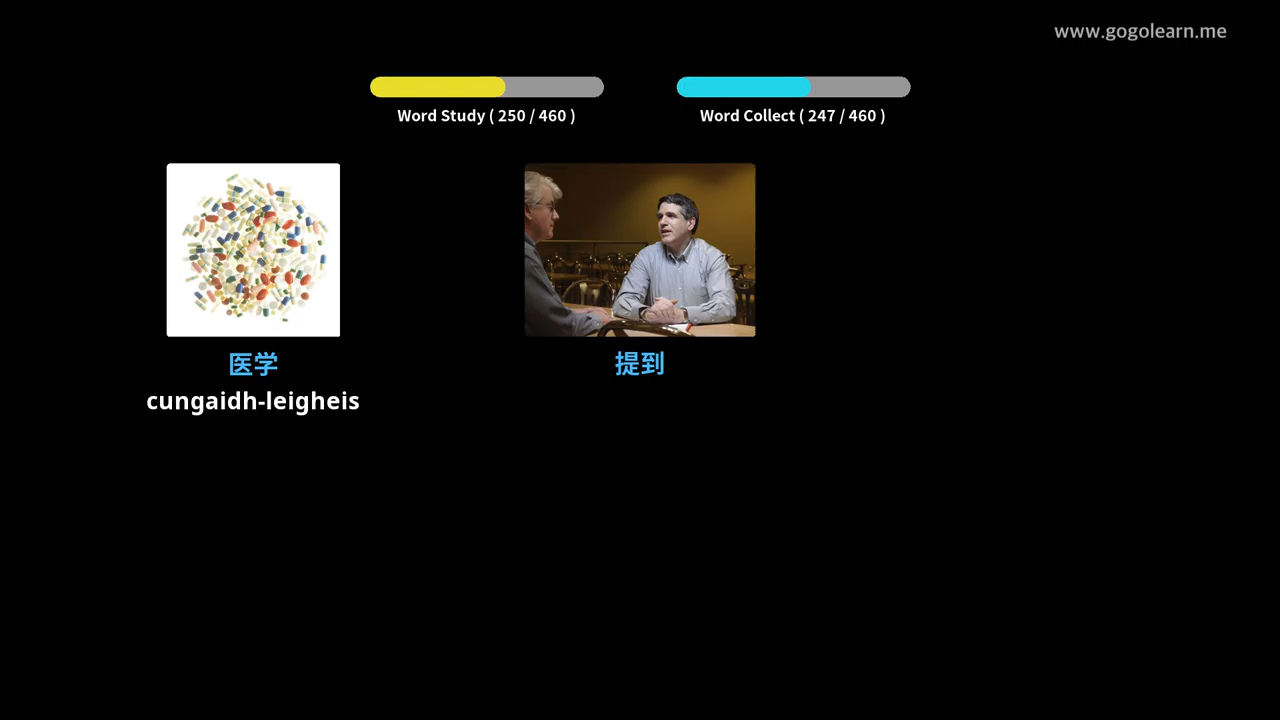 www.gogolearn.me
Word Study ( 250 / 460 )
Word Collect ( 247 / 460 )
医学
提到
cungaidh-leigheis